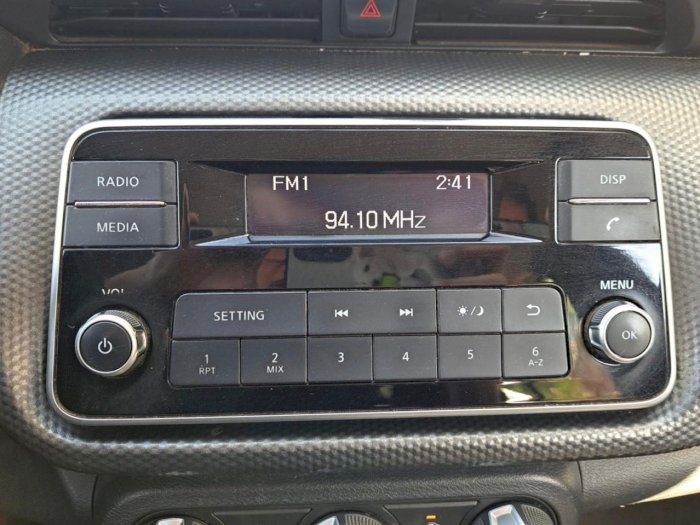 RADIO
MEDIA
FM1 2:41
94.10 MHz
DISP
VOL
MENU
SETTING
OK
1 RPT
2 MIX
3
4
5
6 A-Z